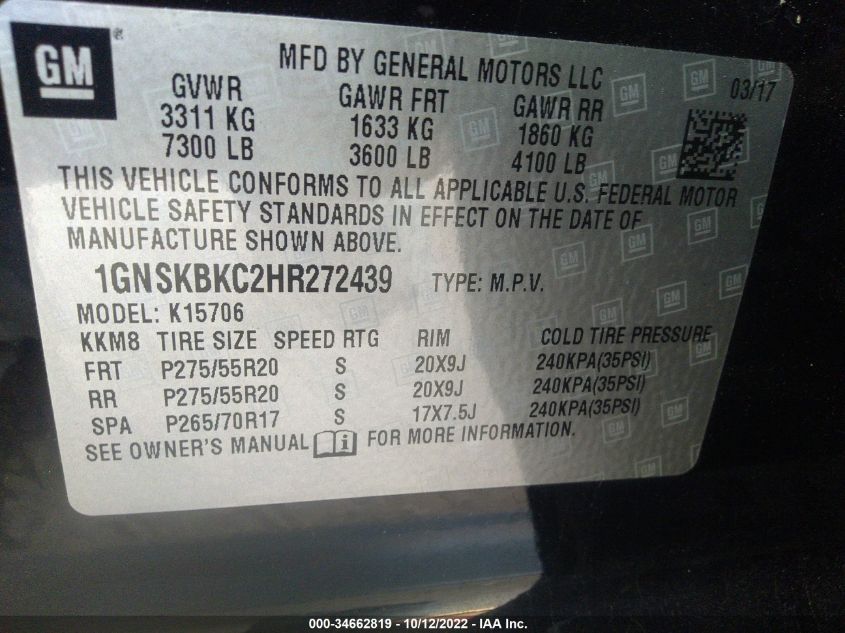 GM ®
MFD BY GENERAL MOTORS LLC
03/17
GVWR GAWR FRT GAWR RR
3311 KG 1633 KG 1860 KG
7300 LB 3600 LB 4100 LB
THIS VEHICLE CONFORMS TO ALL APPLICABLE U.S. FEDERAL MOTOR
VEHICLE SAFETY STANDARDS IN EFFECT ON THE DATE OF
MANUFACTURE SHOWN ABOVE.
1GNSKBKC2HR272439 TYPE: M.P.V.
MODEL: K15706
KKM8 TIRE SIZE SPEED RTG RIM COLD TIRE PRESSURE
FRT P275/55R20 S 20X9J 240KPA(35PSI)
RR P275/55R20 S 20X9J 240KPA(35PSI)
SPA P265/70R17 S 17X7.5J 240KPA(35PSI)
SEE OWNER'S MANUAL i FOR MORE INFORMATION.
000-34662819 - 10/12/2022 - IAA Inc.